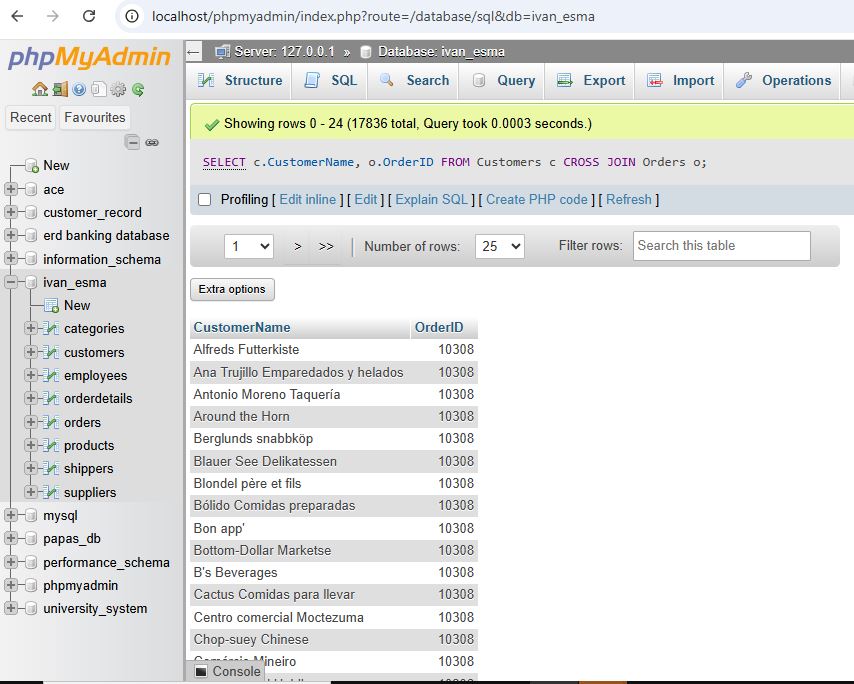 localhost/phpmyadmin/index.php?route=/database/sql&db=ivan_esma
phpMyAdmin
Recent Favourites
New
ace
customer_record
erd banking database
information_schema
ivan_esma
New
categories
customers
employees
orderdetails
orders
products
shippers
suppliers
mysql
papas_db
performance_schema
phpmyadmin
university_system
Server: 127.0.0.1 » Database: ivan_esma
Structure SQL Search Query Export Import Operations
Showing rows 0 - 24 (17836 total, Query took 0.0003 seconds.)
SELECT c.CustomerName, o.OrderID FROM Customers c CROSS JOIN Orders o;
Profiling [ Edit inline ] [ Edit ] [ Explain SQL ] [ Create PHP code ] [ Refresh ]
1 > >> | Number of rows: 25 Filter rows: Search this table
Extra options
CustomerName OrderID
Alfreds Futterkiste 10308
Ana Trujillo Emparedados y helados 10308
Antonio Moreno Taquería 10308
Around the Horn 10308
Berglunds snabbköp 10308
Blauer See Delikatessen 10308
Blondel père et fils 10308
Bólido Comidas preparadas 10308
Bon app' 10308
Bottom-Dollar Marketse 10308
B's Beverages 10308
Cactus Comidas para llevar 10308
Centro comercial Moctezuma 10308
Chop-suey Chinese 10308
Mineiro 10308
Console